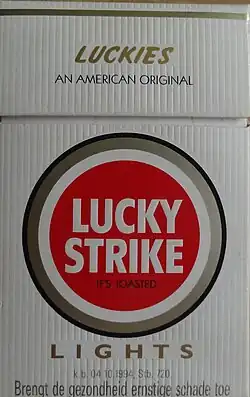 LUCKIES
AN AMERICAN ORIGINAL
LUCKY
STRIKE
IT'S TOASTED
LIGHTS
k.b. 04.10.1994, Stb. 720
Brengt de gezondheid ernstige schade toe